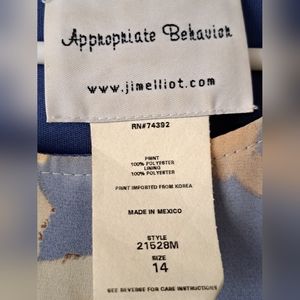 Appropriate Behavior
www.jimelliot.com
RN#74392
PRINT
100% POLYESTER
LINING
100% POLYESTER
PRINT IMPORTED FROM KOREA
MADE IN MEXICO
STYLE
21528M
SIZE
14
SEE REVERSE FOR CARE INSTRUCTIONS